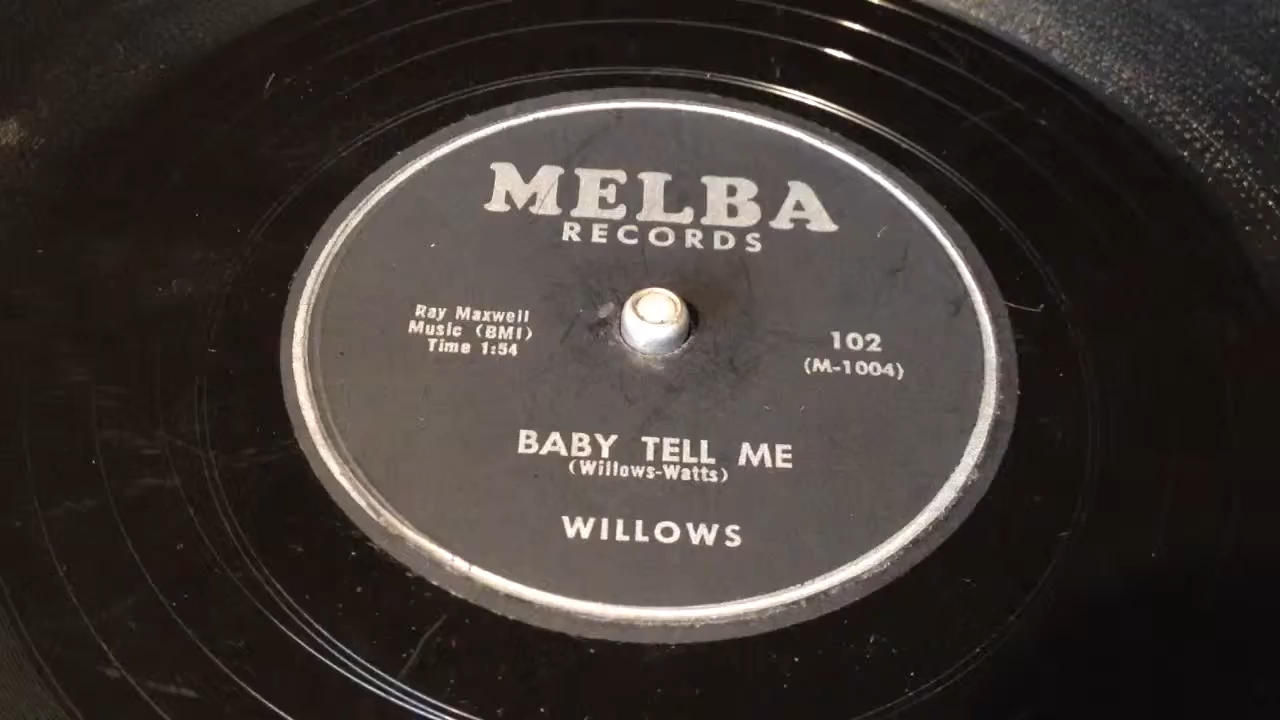 MELBA
RECORDS
Ray Maxwell
Music (BMI)
Time 1:54
102
(M-1004)
BABY TELL ME
(Willows-Watts)
WILLOWS